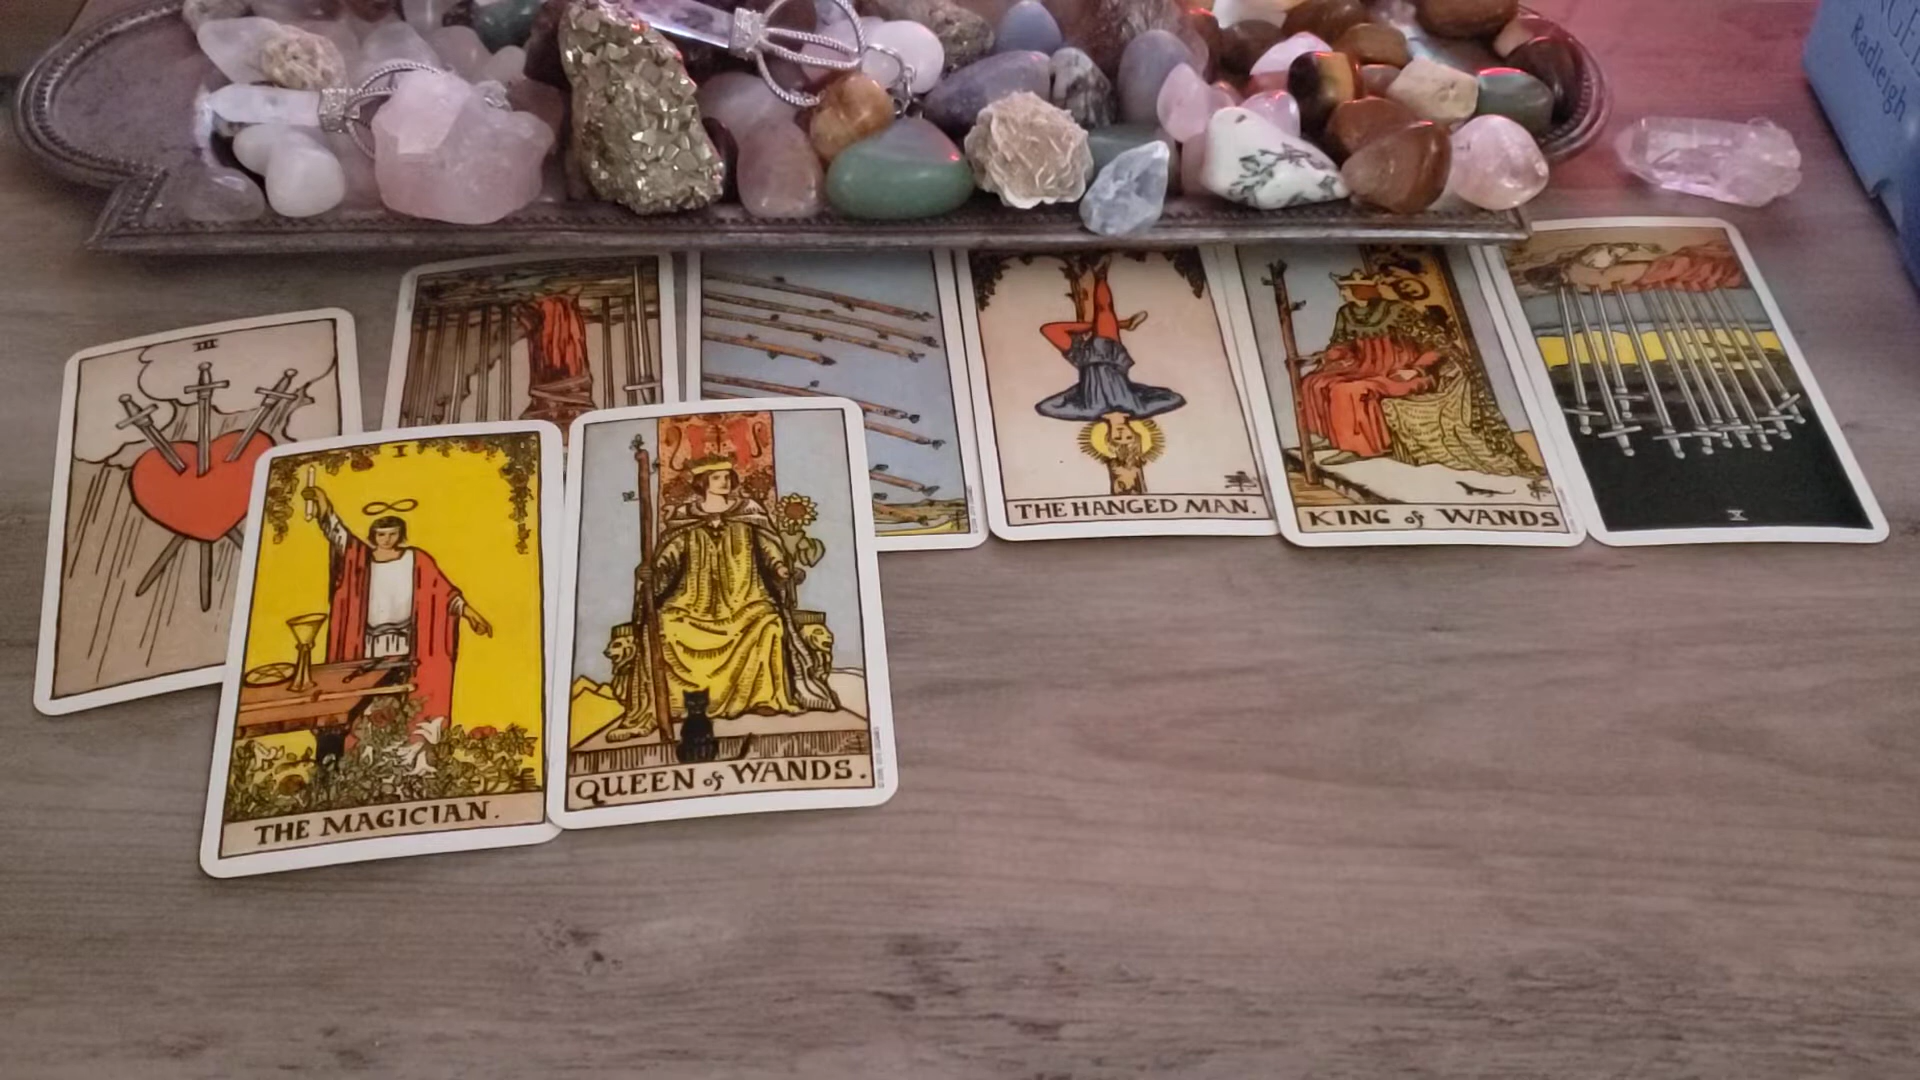 Radleigh
III
THE HANGED MAN.
KING of WANDS
X
I
THE MAGICIAN.
QUEEN of WANDS.